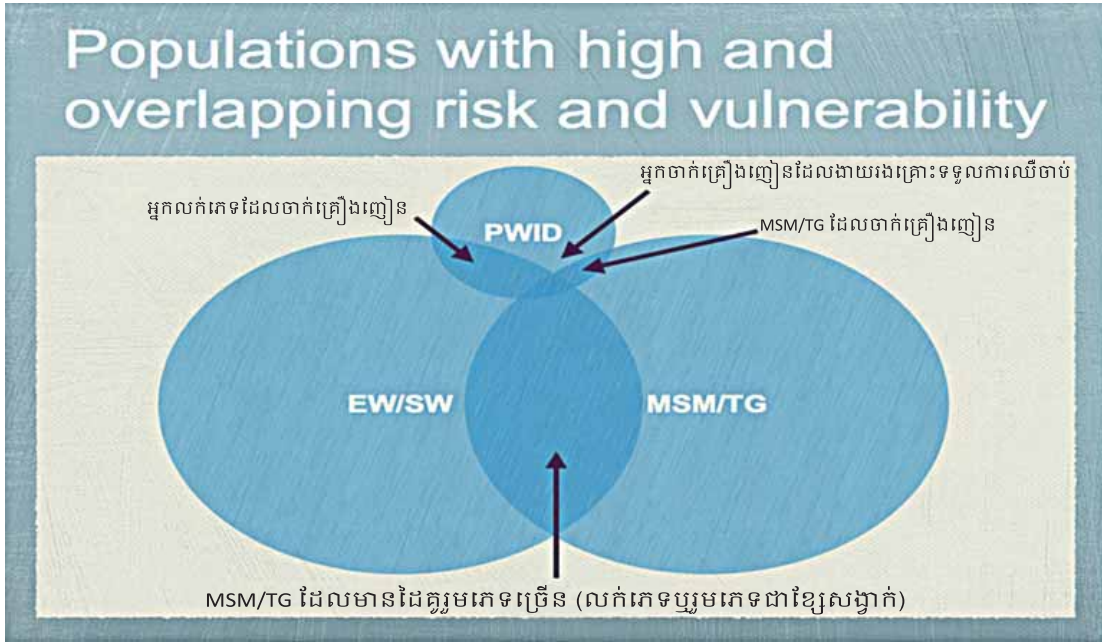 Populations with high and
overlapping risk and vulnerability
អ្នកចាក់គ្រឿងញៀនដែលងាយរងគ្រោះទទួលការឈឺចាប់
អ្នកលក់ភេទដែលចាក់គ្រឿងញៀន
MSM/TG ដែលចាក់គ្រឿងញៀន
PWID
EW/SW
MSM/TG
MSM/TG ដែលមានដៃគូរួមភេទច្រើន (លក់ភេទឬរួមភេទជាខ្សែសង្វាក់)